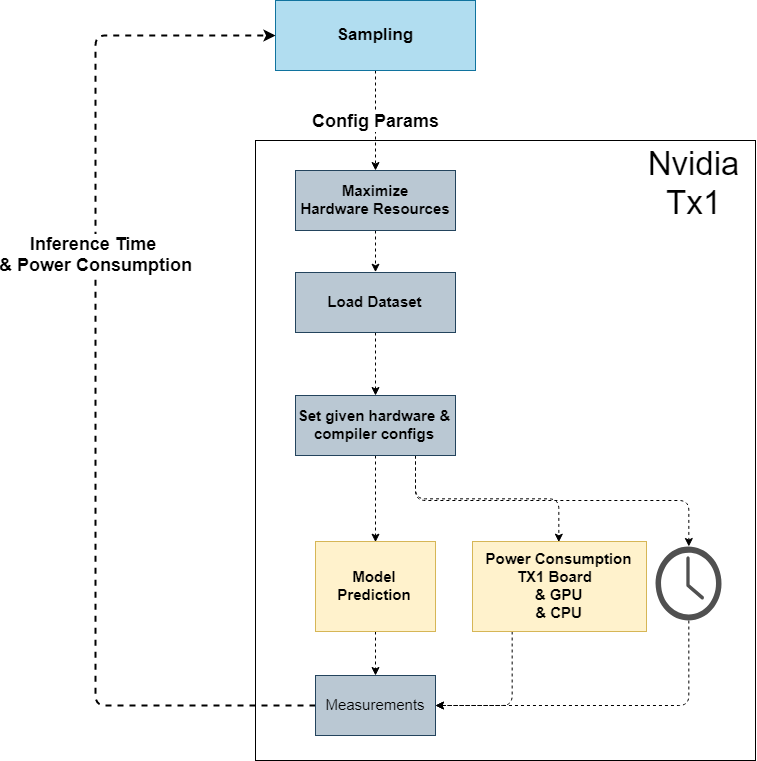 Sampling
Config Params
Nvidia
Tx1
Maximize
Hardware Resources
Inference Time
& Power Consumption
Load Dataset
Set given hardware &
compiler configs
Model
Prediction
Power Consumption
TX1 Board
& GPU
& CPU
Measurements